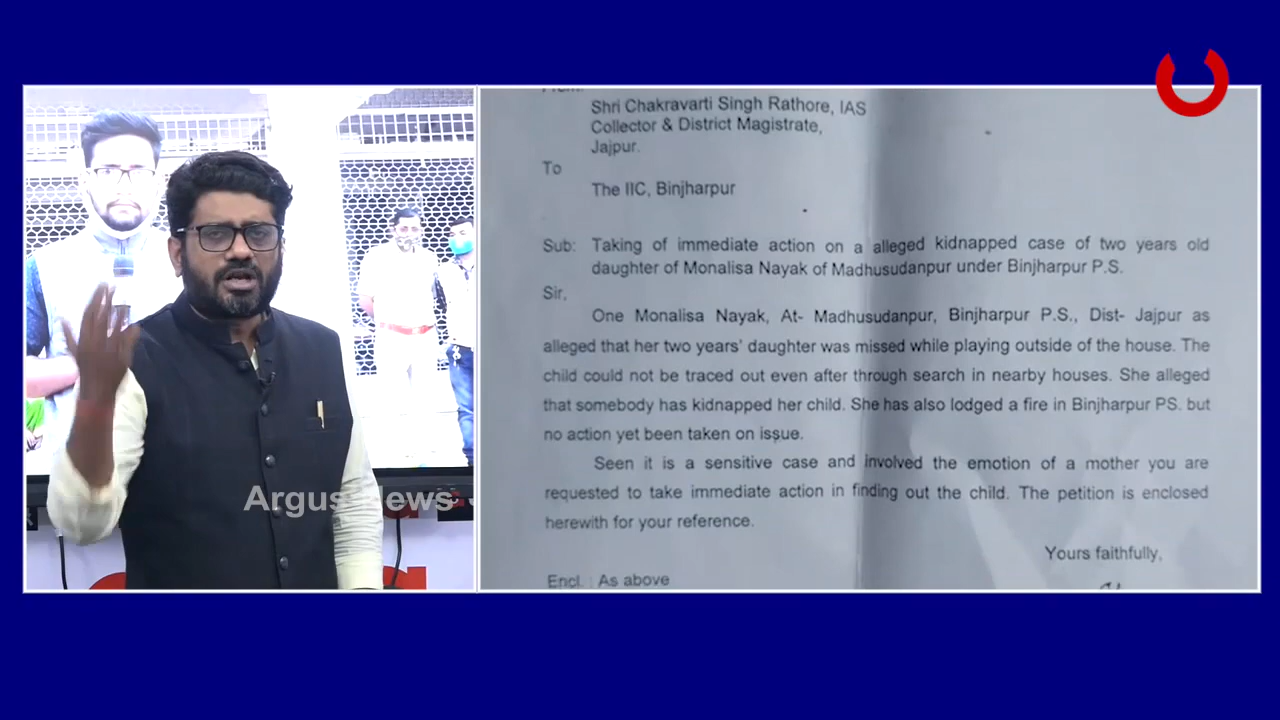 From:
Shri Chakravarti Singh Rathore, IAS
Collector & District Magistrate,
Jajpur.
To
The IIC, Binjharpur
Sub: Taking of immediate action on a alleged kidnapped case of two years old
daughter of Monalisa Nayak of Madhusudanpur under Binjharpur P.S.
Sir,
One Monalisa Nayak, At- Madhusudanpur, Binjharpur P.S., Dist- Jajpur as
alleged that her two years' daughter was missed while playing outside of the house. The
child could not be traced out even after through search in nearby houses. She alleged
that somebody has kidnapped her child. She has also lodged a fire in Binjharpur PS. but
no action yet been taken on issue.
Seen it is a sensitive case and involved the emotion of a mother you are
requested to take immediate action in finding out the child. The petition is enclosed
herewith for your reference.
Yours faithfully,
Encl. : As above
Argus News